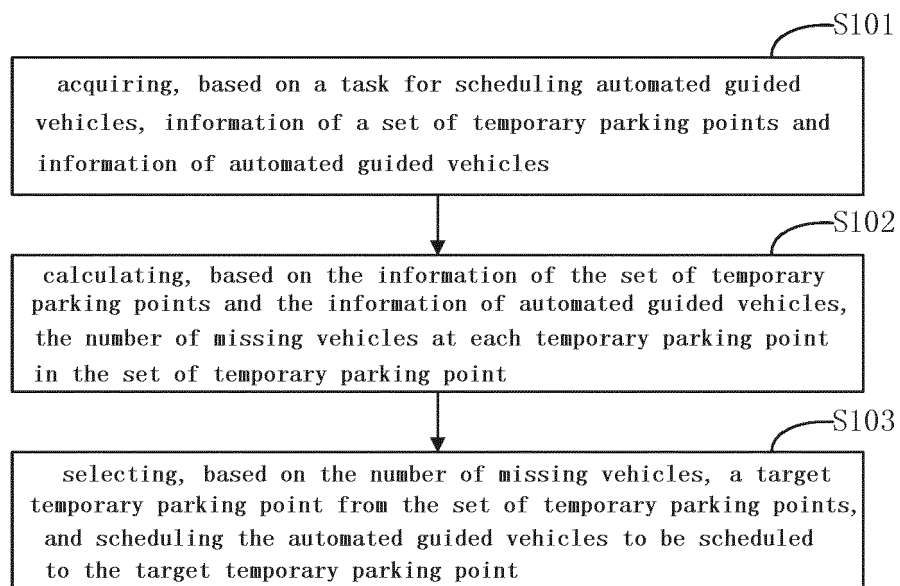 S101
acquiring, based on a task for scheduling automated guided
vehicles, information of a set of temporary parking points and
information of automated guided vehicles
S102
calculating, based on the information of the set of temporary
parking points and the information of automated guided vehicles,
the number of missing vehicles at each temporary parking point
in the set of temporary parking point
S103
selecting, based on the number of missing vehicles, a target
temporary parking point from the set of temporary parking points,
and scheduling the automated guided vehicles to be scheduled
to the target temporary parking point